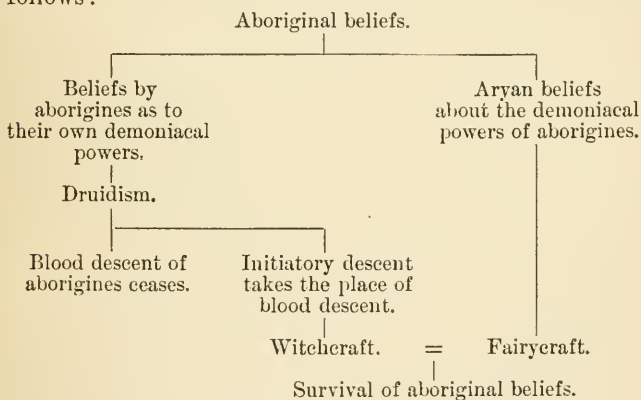 follows:
Aboriginal beliefs.
Beliefs by
aborigines as to
their own demoniacal
powers.
Druidism.
Blood descent of
aborigines ceases.
Initiatory descent
takes the place of
blood descent.
Aryan beliefs
about the demoniacal
powers of aborigines.
Witchcraft. = Fairycraft.
Survival of aboriginal beliefs.